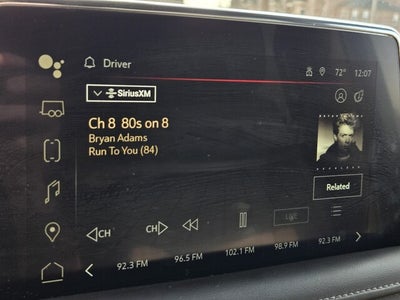 Driver
72° 12:07
SiriusXM
Ch 8 80s on 8
Bryan Adams
Run To You (84)
Related
CH CH LIVE
92.3 FM 96.5 FM 102.1 FM 98.9 FM 92.3 FM